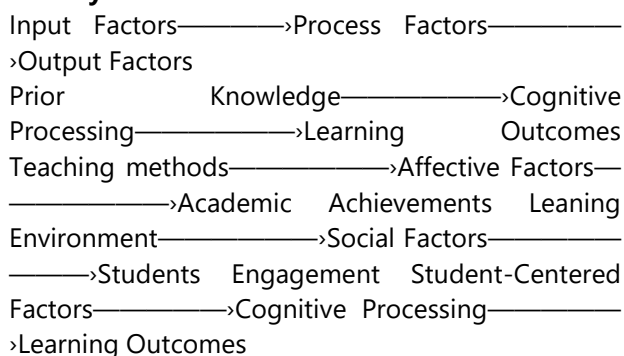 Input Factors—————›Process Factors—————
›Output Factors
Prior Knowledge——————›Cognitive
Processing——————›Learning Outcomes
Teaching methods——————›Affective Factors—
——————›Academic Achievements Leaning
Environment——————›Social Factors—————
———›Students Engagement Student-Centered
Factors—————›Cognitive Processing—————
›Learning Outcomes